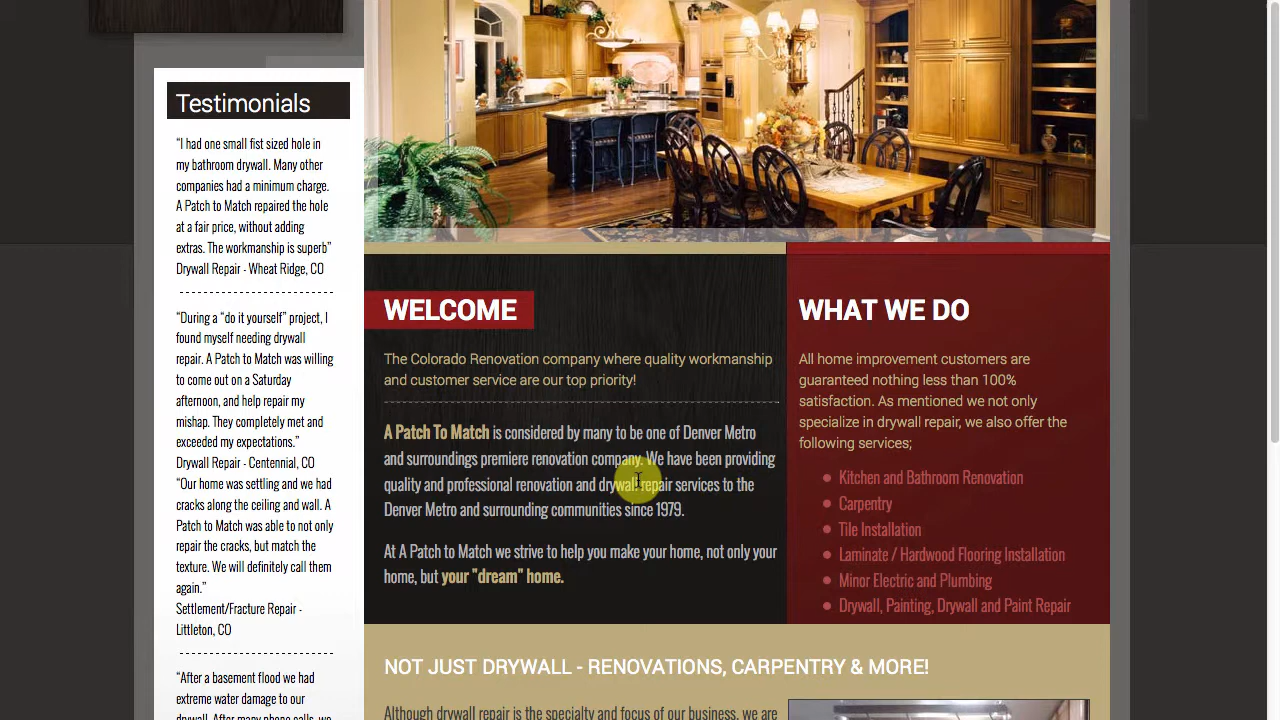 Testimonials
“I had one small fist sized hole in
my bathroom drywall. Many other
companies had a minimum charge.
A Patch to Match repaired the hole
at a fair price, without adding
extras. The workmanship is superb”
Drywall Repair - Wheat Ridge, CO
“During a “do it yourself” project, I
found myself needing drywall
repair. A Patch to Match was willing
to come out on a Saturday
afternoon, and help repair my
mishap. They completely met and
exceeded my expectations.”
Drywall Repair - Centennial, CO
“Our home was settling and we had
cracks along the ceiling and wall. A
Patch to Match was able to not only
repair the cracks, but match the
texture. We will definitely call them
again.”
Settlement/Fracture Repair -
Littleton, CO
“After a basement flood we had
extreme water damage to our
drywall. After many phone calls, we
WELCOME
The Colorado Renovation company where quality workmanship
and customer service are our top priority!
A Patch To Match is considered by many to be one of Denver Metro
and surroundings premiere renovation company. We have been providing
quality and professional renovation and drywall repair services to the
Denver Metro and surrounding communities since 1979.
At A Patch to Match we strive to help you make your home, not only your
home, but your "dream" home.
WHAT WE DO
All home improvement customers are
guaranteed nothing less than 100%
satisfaction. As mentioned we not only
specialize in drywall repair, we also offer the
following services;
Kitchen and Bathroom Renovation
Carpentry
Tile Installation
Laminate / Hardwood Flooring Installation
Minor Electric and Plumbing
Drywall, Painting, Drywall and Paint Repair
NOT JUST DRYWALL - RENOVATIONS, CARPENTRY & MORE!
Although drywall repair is the specialty and focus of our business, we are